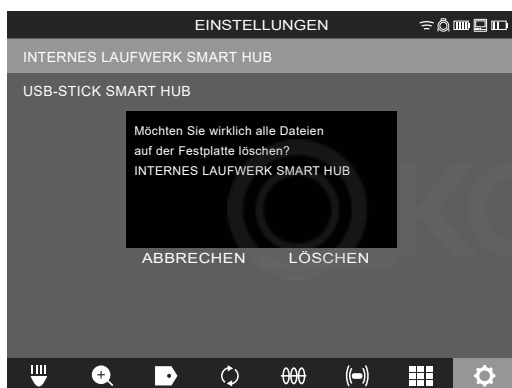 EINSTELLUNGEN
INTERNES LAUFWERK SMART HUB
USB-STICK SMART HUB
Möchten Sie wirklich alle Dateien
auf der Festplatte löschen?
INTERNES LAUFWERK SMART HUB
ABBRECHEN LÖSCHEN